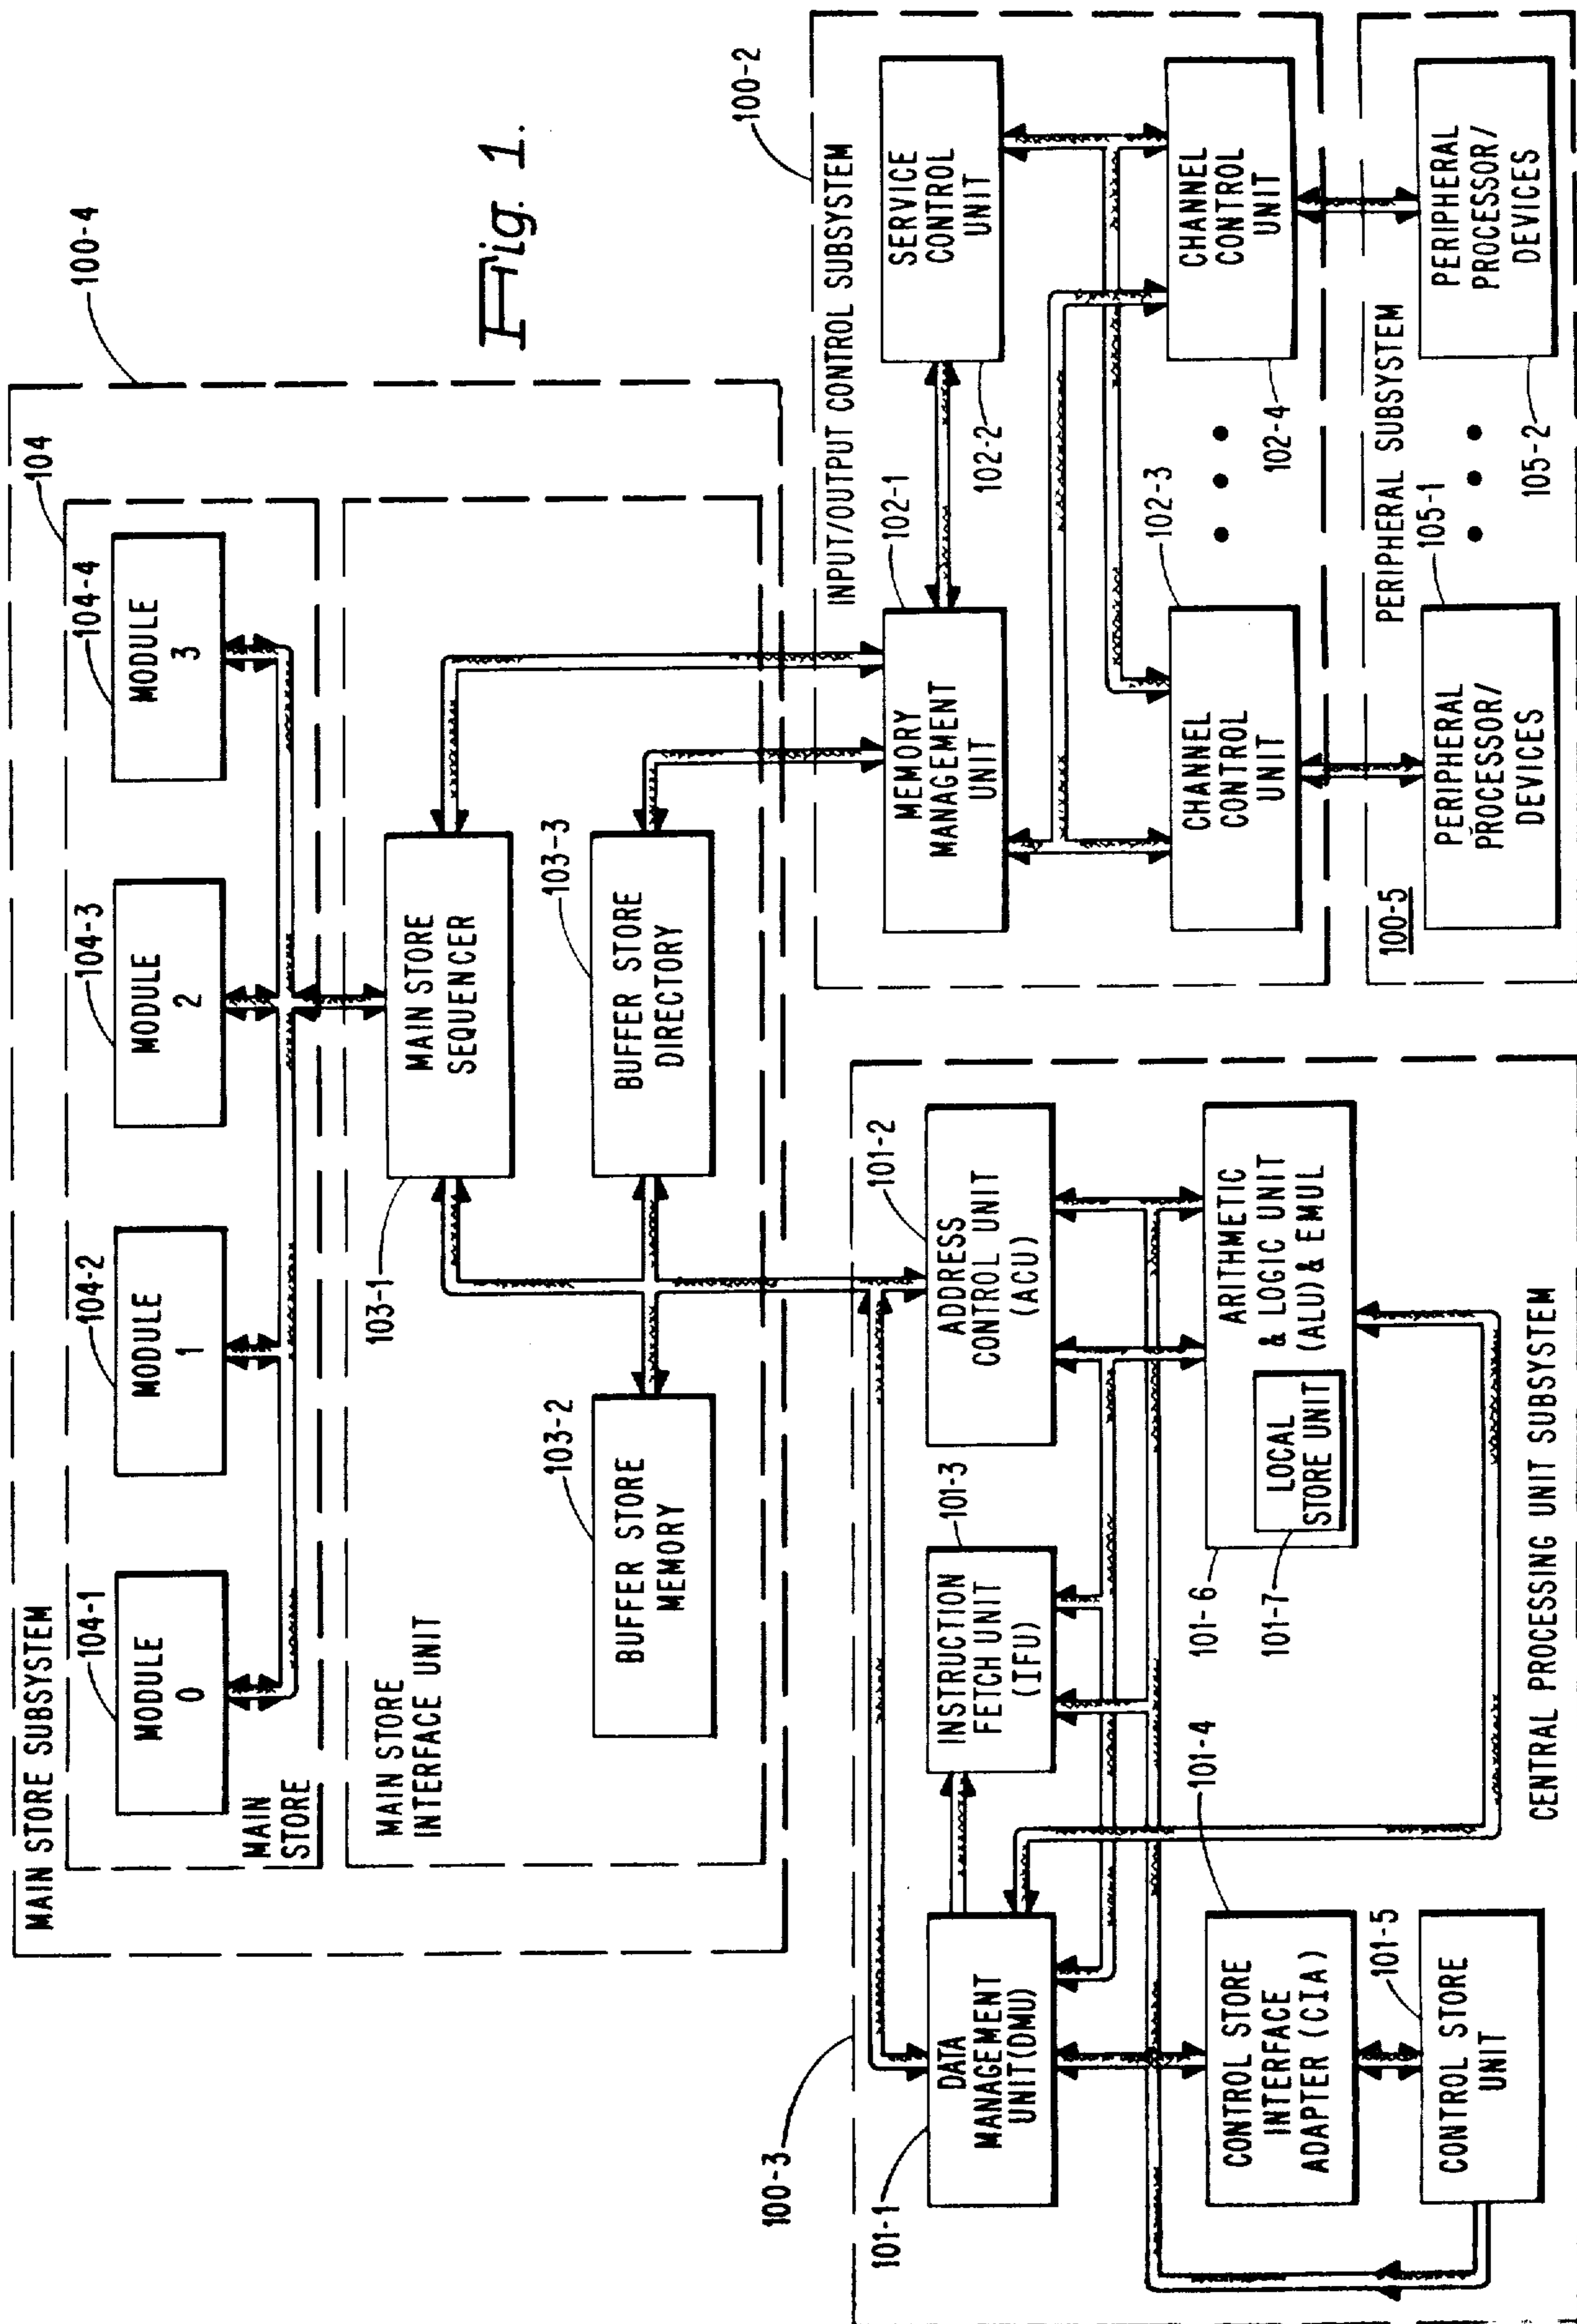 MAIN STORE SUBSYSTEM
100-4
104
104-1
MODULE
0
104-2
MODULE
1
104-3
MODULE
2
104-4
MODULE
3
MAIN
STORE
MAIN STORE
INTERFACE UNIT
MAIN STORE
SEQUENCER
103-1
103-2
BUFFER STORE
MEMORY
103-3
BUFFER STORE
DIRECTORY
Fig. 1.
100-3
101-1
DATA
MANAGEMENT
UNIT(DMU)
101-3
INSTRUCTION
FETCH UNIT
(IFU)
101-2
ADDRESS
CONTROL UNIT
(ACU)
101-4
CONTROL STORE
INTERFACE
ADAPTER (CIA)
101-6
101-7
ARITHMETIC
& LOGIC UNIT
(ALU)& EMUL
LOCAL
STORE UNIT
101-5
CONTROL STORE
UNIT
CENTRAL PROCESSING UNIT SUBSYSTEM
100-2
INPUT/OUTPUT CONTROL SUBSYSTEM
102-1
MEMORY
MANAGEMENT
UNIT
102-2
SERVICE
CONTROL
UNIT
102-3
CHANNEL
CONTROL
UNIT
102-4
CHANNEL
CONTROL
UNIT
PERIPHERAL SUBSYSTEM
100-5
105-1
PERIPHERAL
PROCESSOR/
DEVICES
105-2
PERIPHERAL
PROCESSOR/
DEVICES